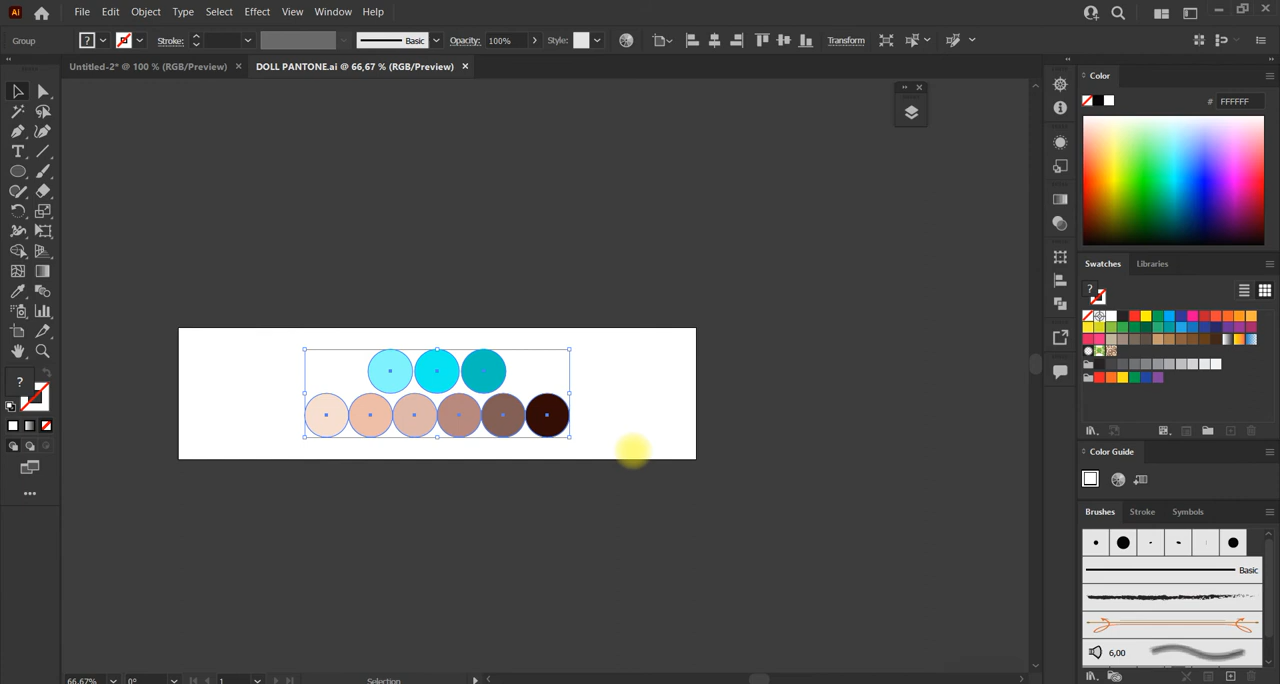 Ai File Edit Object Type Select Effect View Window Help
Group ? Stroke: Basic Opacity: 100% Style: Transform
Untitled-2* @ 100 % (RGB/Preview) × DOLL PANTONE.ai @ 66,67 % (RGB/Preview) ×
Color
# FFFFFF
Swatches Libraries
?
?
Color Guide
Brushes Stroke Symbols
Basic
6,00
66,67% 0° 1 Selection